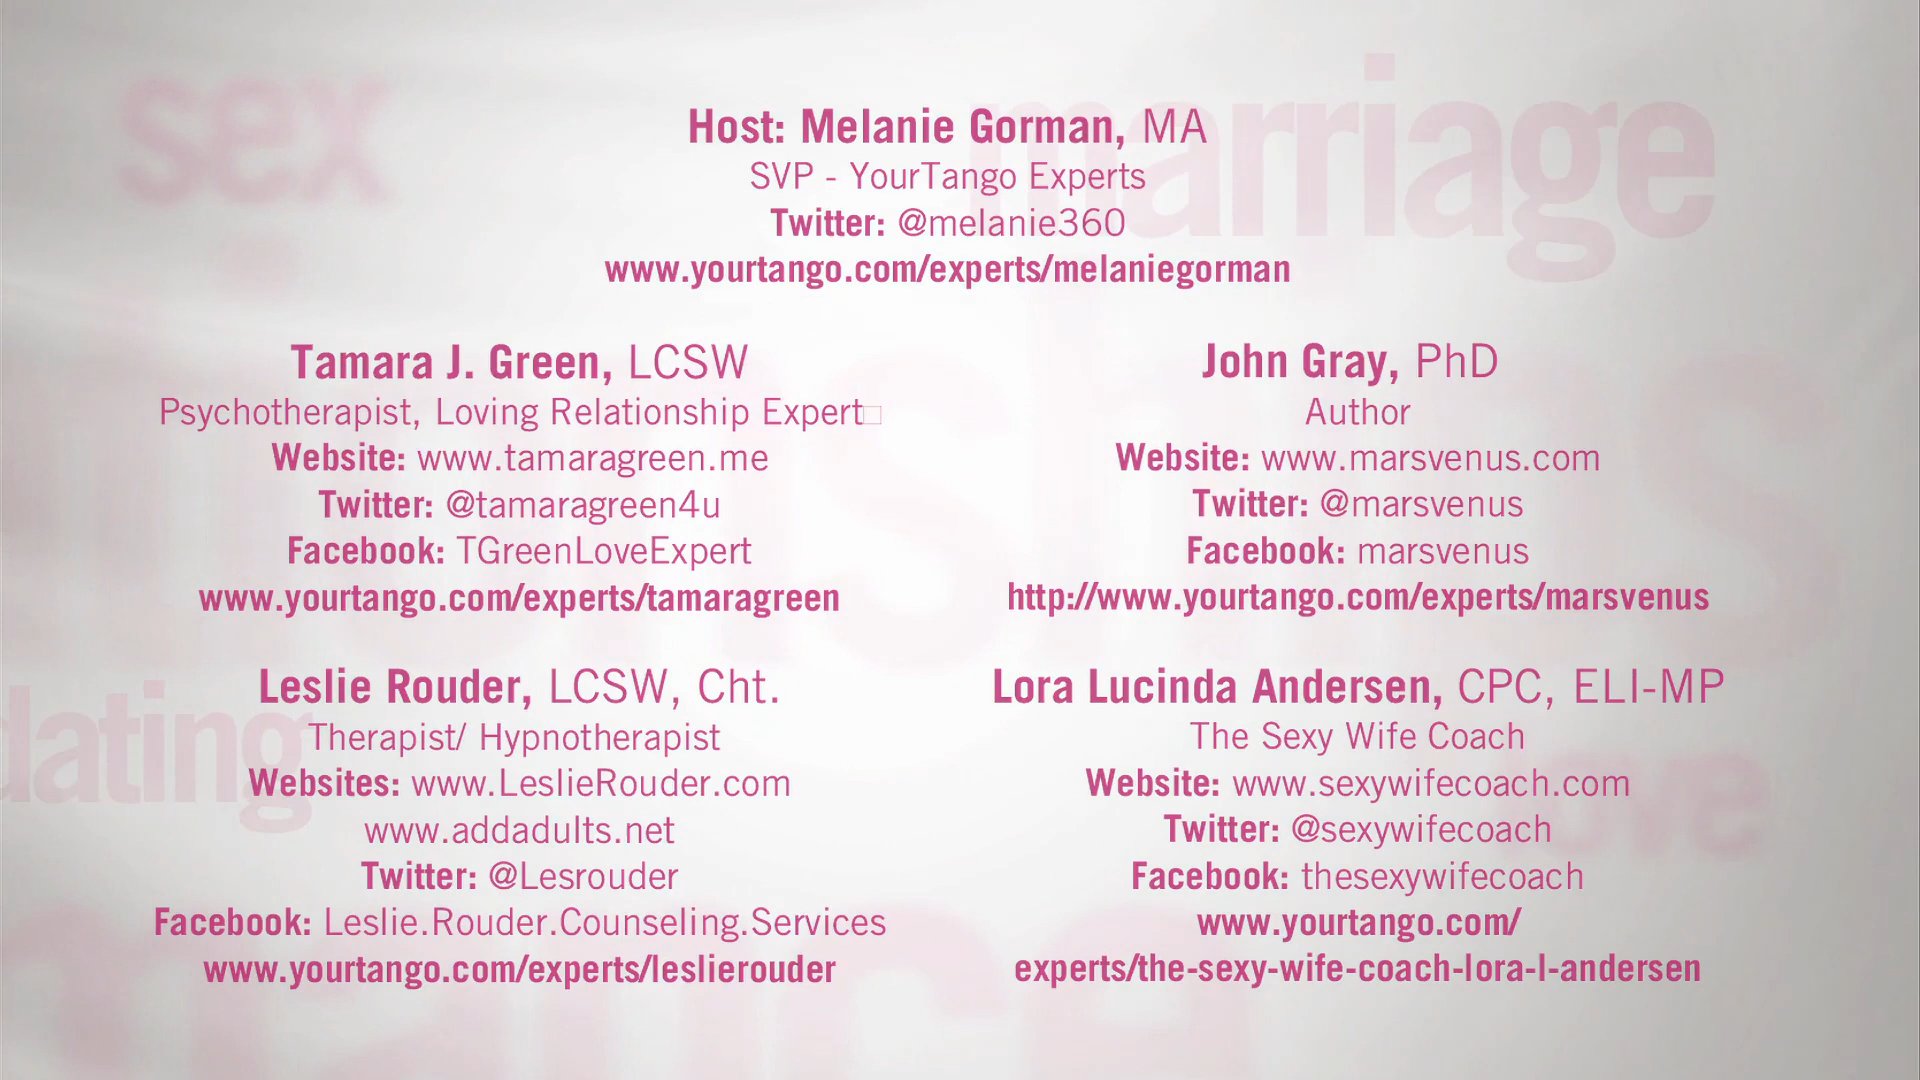 sex
marriage
Host: Melanie Gorman, MA
SVP - YourTango Experts
Twitter: @melanie360
www.yourtango.com/experts/melaniegorman
Tamara J. Green, LCSW
Psychotherapist, Loving Relationship Expert□
Website: www.tamaragreen.me
Twitter: @tamaragreen4u
Facebook: TGreenLoveExpert
www.yourtango.com/experts/tamaragreen
John Gray, PhD
Author
Website: www.marsvenus.com
Twitter: @marsvenus
Facebook: marsvenus
http://www.yourtango.com/experts/marsvenus
Leslie Rouder, LCSW, Cht.
Therapist/ Hypnotherapist
Websites: www.LeslieRouder.com
www.addadults.net
Twitter: @Lesrouder
Facebook: Leslie.Rouder.Counseling.Services
www.yourtango.com/experts/leslierouder
Lora Lucinda Andersen, CPC, ELI-MP
The Sexy Wife Coach
Website: www.sexywifecoach.com
Twitter: @sexywifecoach
Facebook: thesexywifecoach
www.yourtango.com/
experts/the-sexy-wife-coach-lora-l-andersen
dating
love